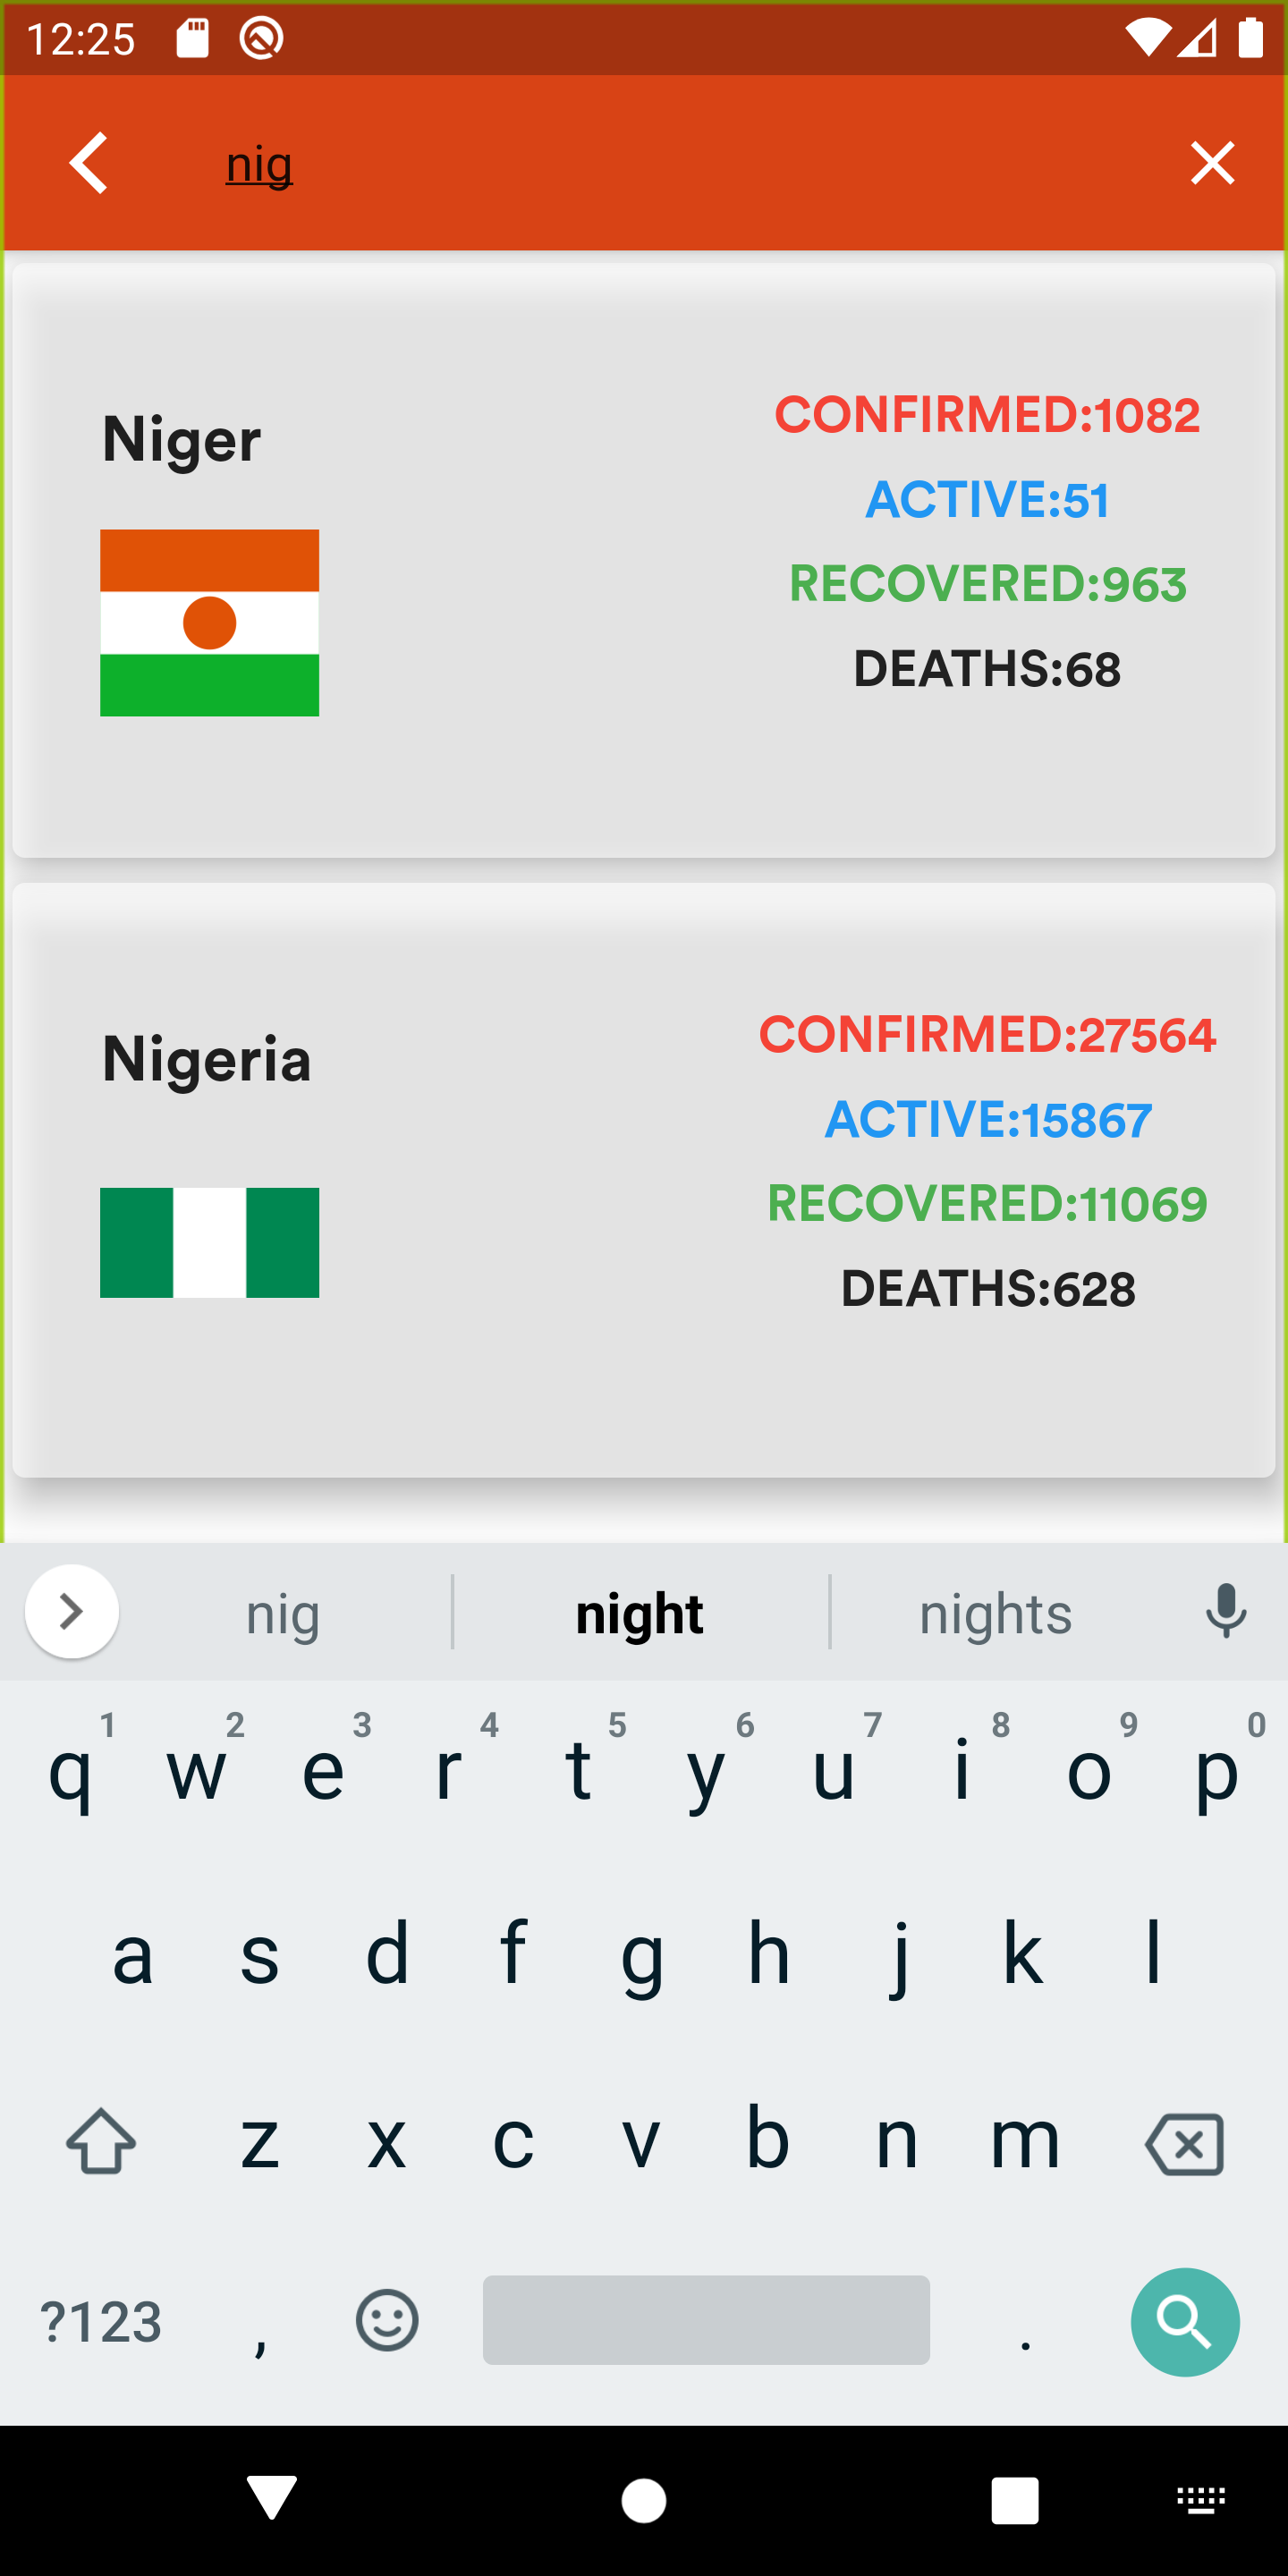 12:25
nig
Niger
CONFIRMED:1082
ACTIVE:51
RECOVERED:963
DEATHS:68
Nigeria
CONFIRMED:27564
ACTIVE:15867
RECOVERED:11069
DEATHS:628
nig night nights
1 2 3 4 5 6 7 8 9 0
q w e r t y u i o p
a s d f g h j k l
z x c v b n m
?123 , .